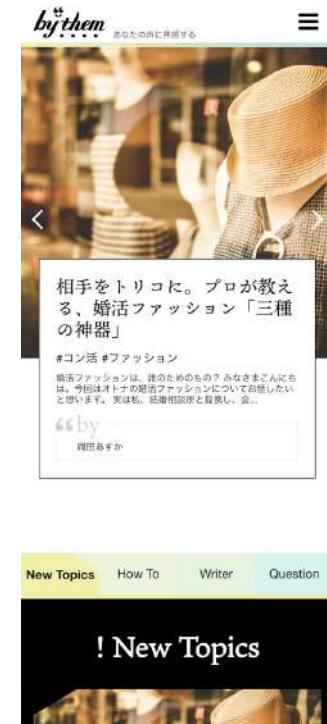 by them
あなたの声に共感する
相手をトリコに。プロが教え
る、婚活ファッション「三種
の神器」
#コン活 #ファッション
婚活ファッションは、誰のためのもの? みなさまこんにち
は。今回はオトナの婚活ファッションについてお話したい
と思います。 実は私、結婚相談所と提携し、会...
“by
岡田あすか
New Topics How To Writer Question
! New Topics